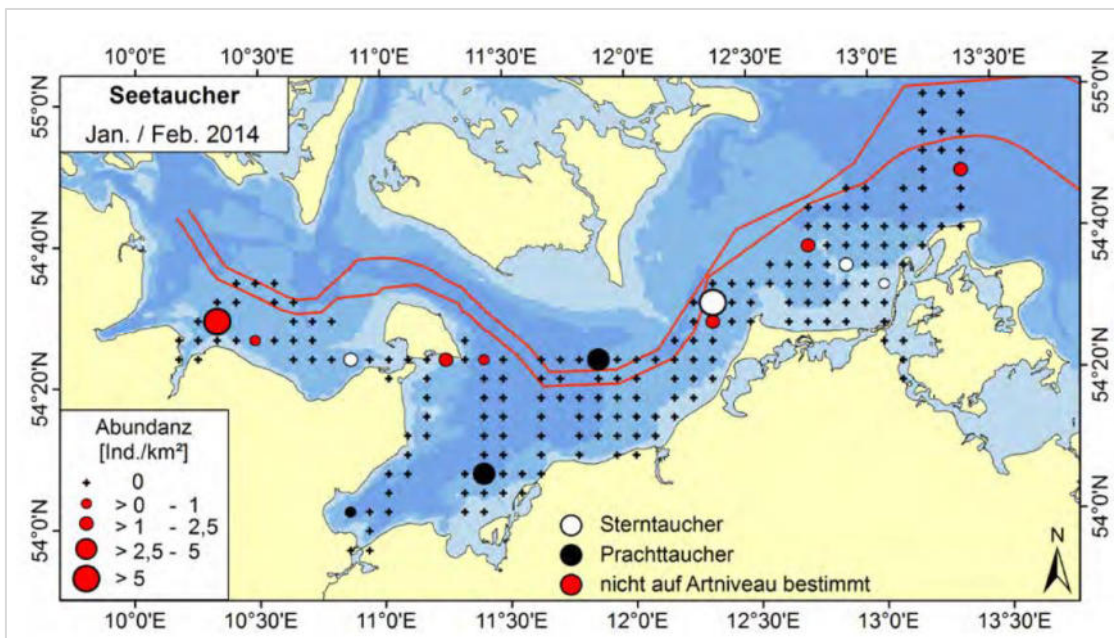 10°0'E 10°30'E 11°0'E 11°30'E 12°0'E 12°30'E 13°0'E 13°30'E
Seetaucher
Jan. / Feb. 2014
55°0'N
54°40'N
54°20'N
54°0'N
55°0'N
54°40'N
54°20'N
54°0'N
Abundanz
[Ind./km²]
0
> 0 - 1
> 1 - 2,5
> 2,5 - 5
> 5
Sterntaucher
Prachttaucher
nicht auf Artniveau bestimmt
N
10°0'E 10°30'E 11°0'E 11°30'E 12°0'E 12°30'E 13°0'E 13°30'E